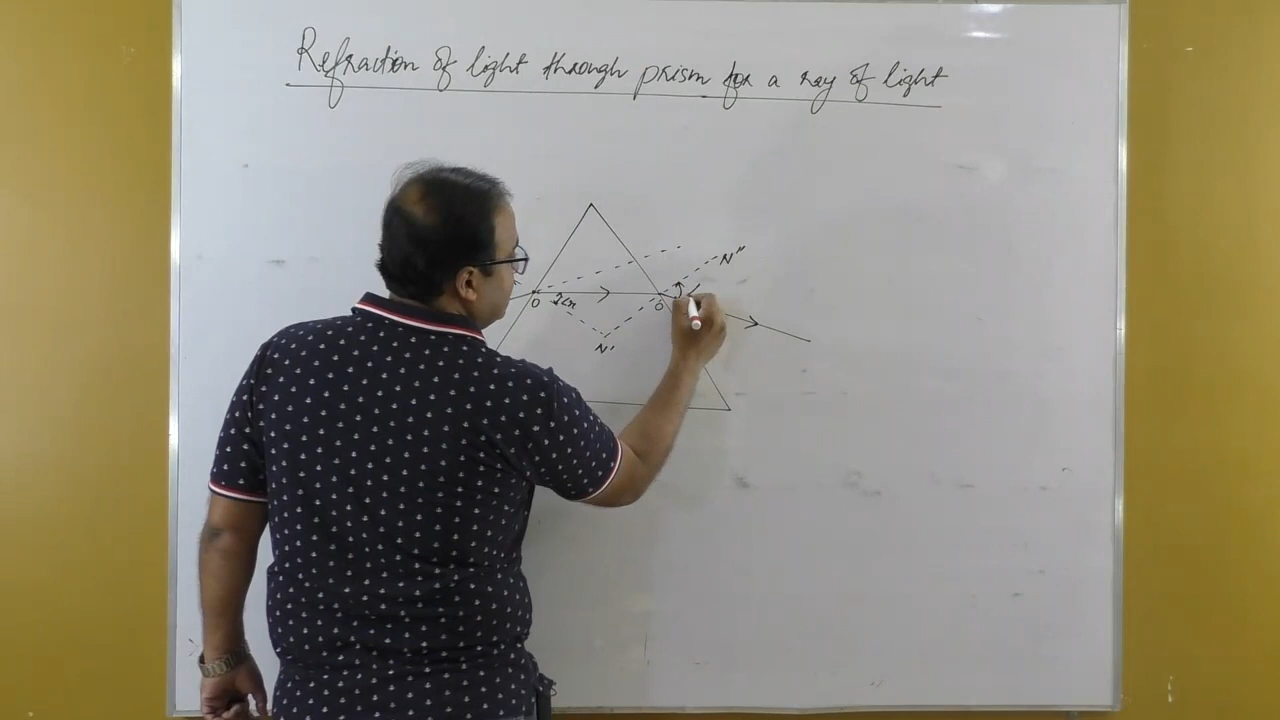 Refraction of light through prism for a ray of light
N"
O ∠r O'
N'